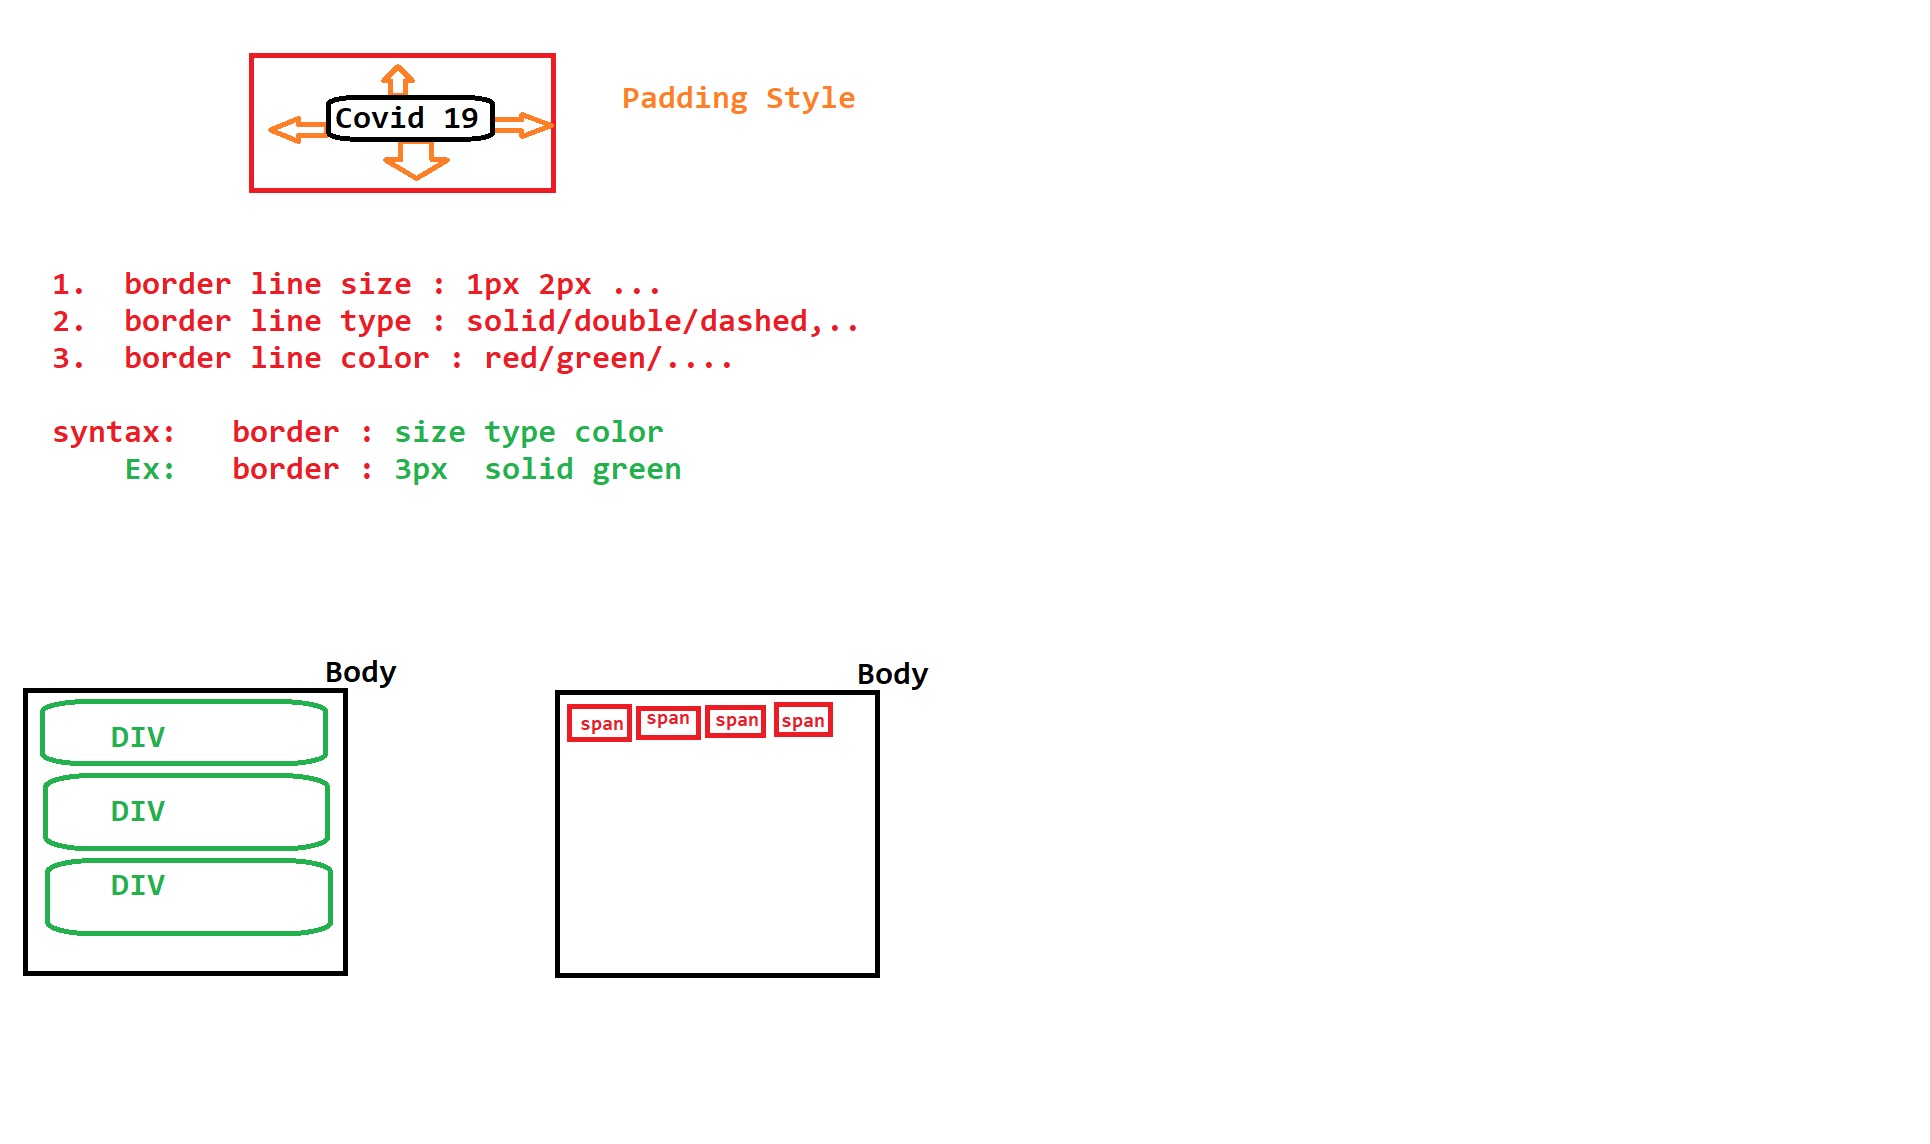 Covid 19
Padding Style
1. border line size : 1px 2px ...
2. border line type : solid/double/dashed,..
3. border line color : red/green/....
syntax: border : size type color
Ex: border : 3px solid green
Body
DIV
DIV
DIV
Body
span span span span